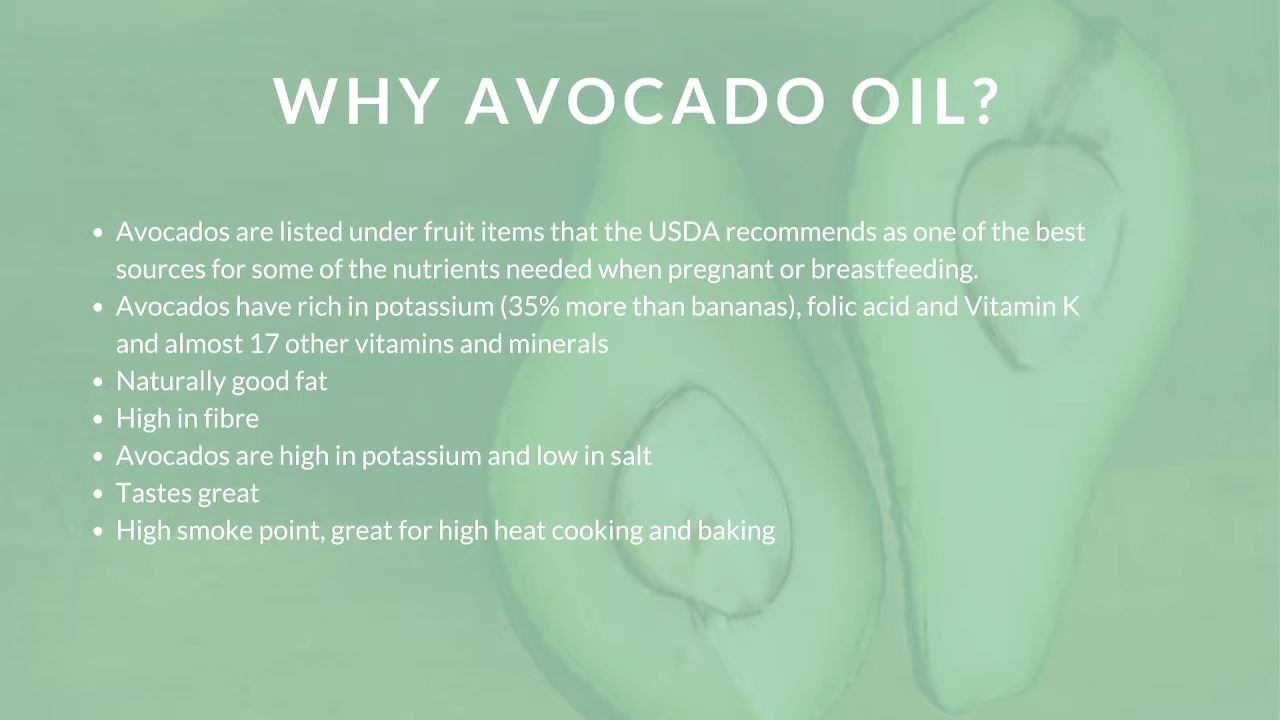 WHY AVOCADO OIL?
• Avocados are listed under fruit items that the USDA recommends as one of the best
sources for some of the nutrients needed when pregnant or breastfeeding.
• Avocados have rich in potassium (35% more than bananas), folic acid and Vitamin K
and almost 17 other vitamins and minerals
• Naturally good fat
• High in fibre
• Avocados are high in potassium and low in salt
• Tastes great
• High smoke point, great for high heat cooking and baking